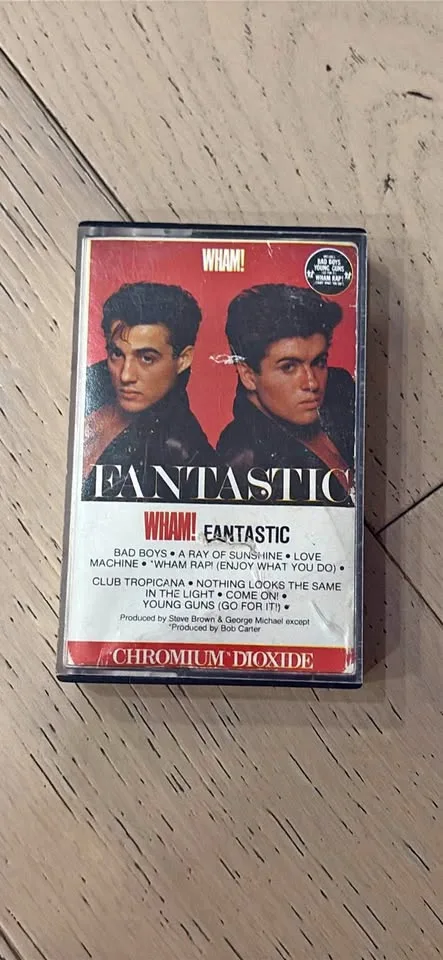 WHAM!
BAD BOYS
YOUNG GUNS
WHAM RAP!
FANTASTIC
WHAM! FANTASTIC
BAD BOYS • A RAY OF SUNSHINE • LOVE
MACHINE • *WHAM RAP! (ENJOY WHAT YOU DO) •
CLUB TROPICANA • NOTHING LOOKS THE SAME
IN THE LIGHT • COME ON! •
YOUNG GUNS (GO FOR IT!) •
Produced by Steve Brown & George Michael except
*Produced by Bob Carter
CHROMIUM DIOXIDE